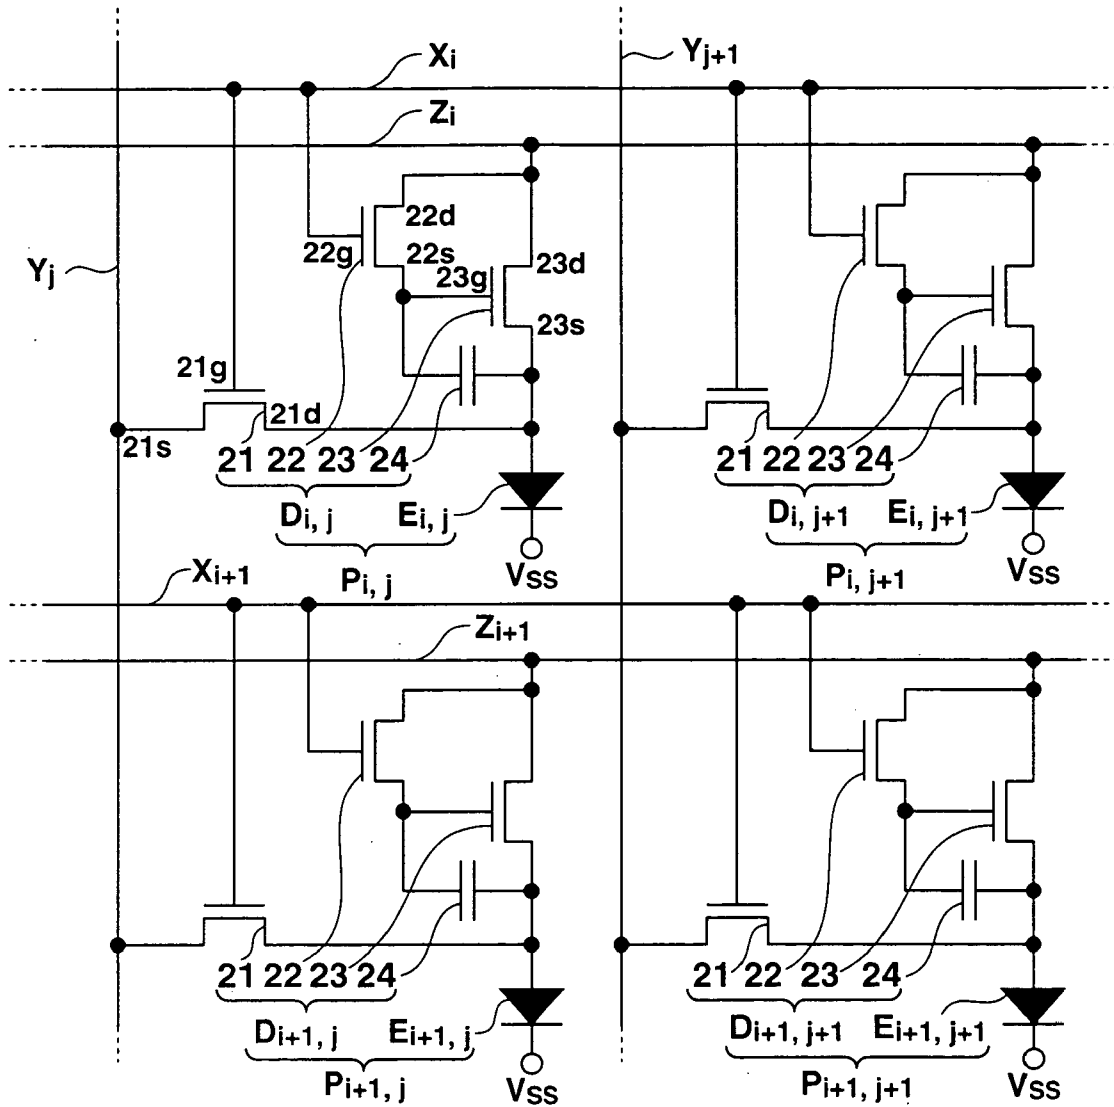 Xi
Yj+1
Zi
22d
22g 22s
23g 23d
Yj
23s
21g
21d
21s
21 22 23 24
21 22 23 24
Di, j Ei, j
Di, j+1 Ei, j+1
Pi, j VSS
Pi, j+1 VSS
Xi+1
Zi+1
21 22 23 24
21 22 23 24
Di+1, j Ei+1, j
Di+1, j+1 Ei+1, j+1
Pi+1, j VSS
Pi+1, j+1 VSS